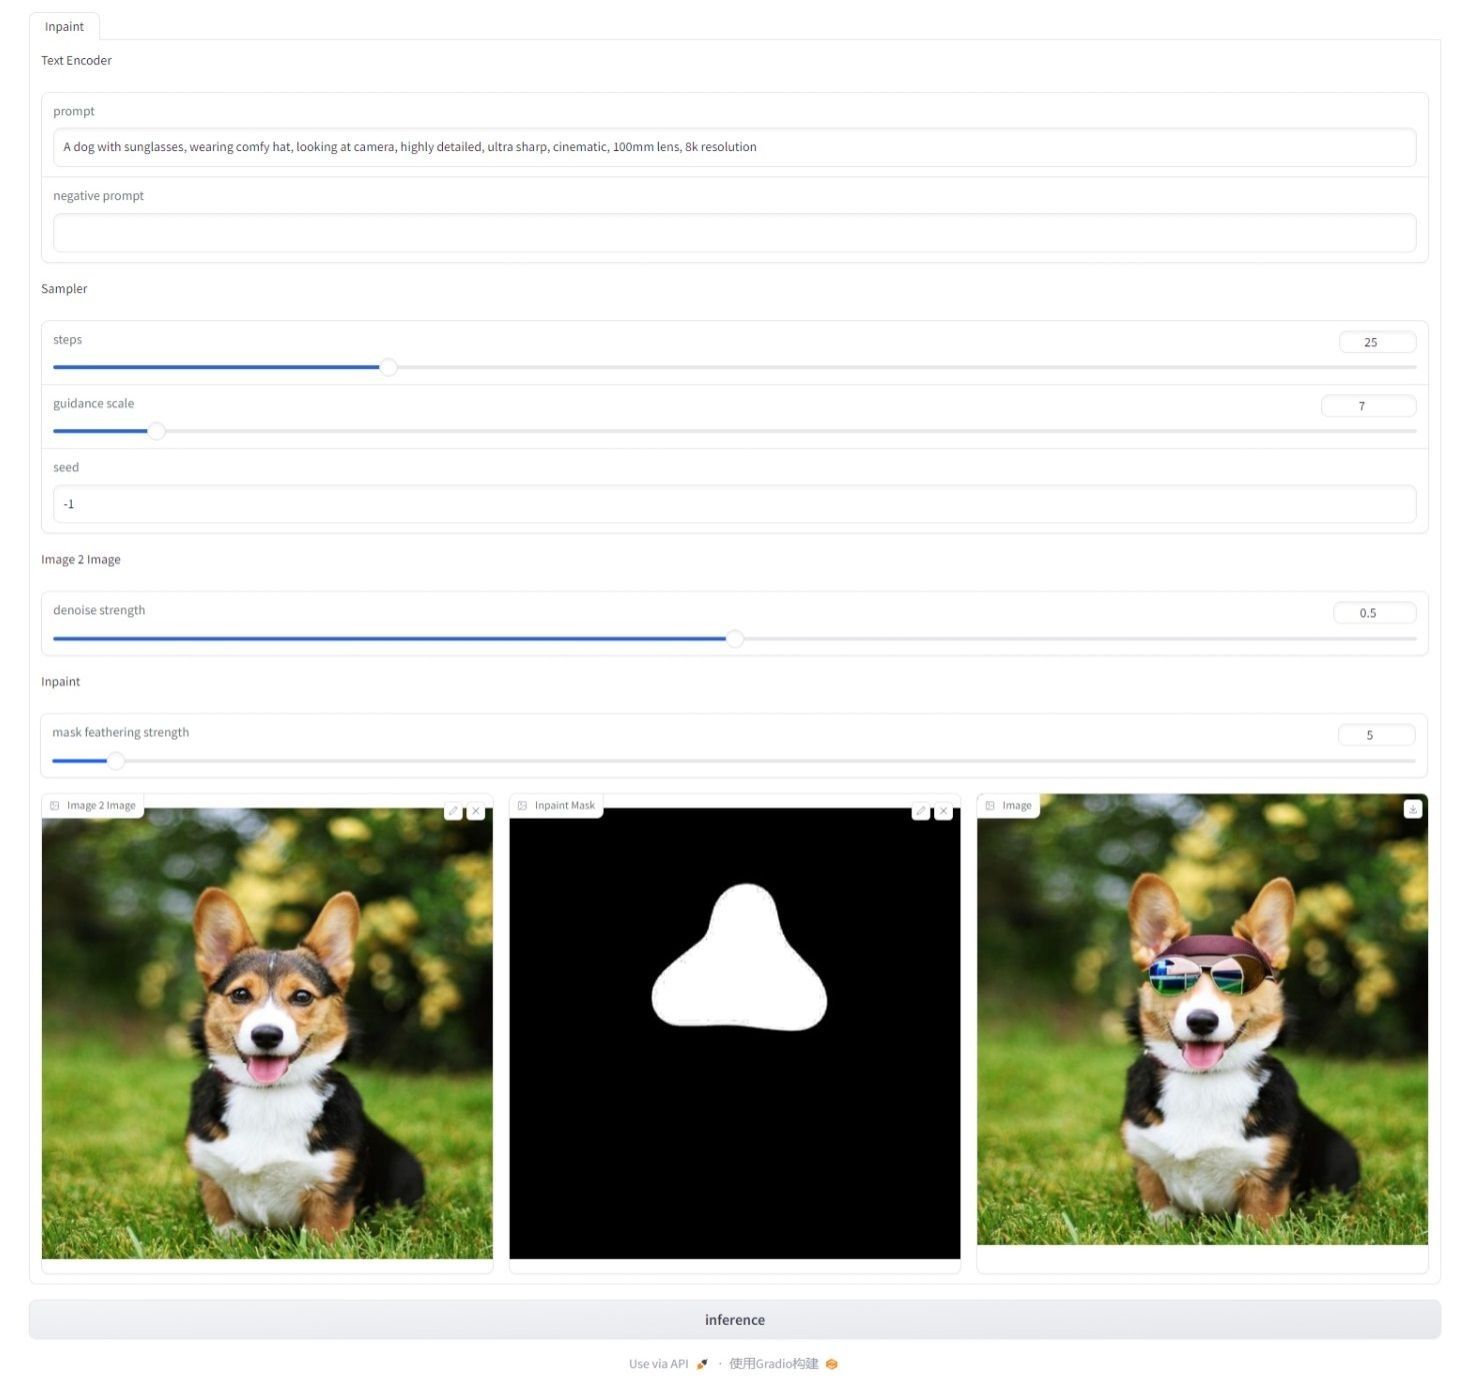 Inpaint
Text Encoder
prompt
A dog with sunglasses, wearing comfy hat, looking at camera, highly detailed, ultra sharp, cinematic, 100mm lens, 8k resolution
negative prompt
Sampler
steps
25
guidance scale
7
seed
-1
Image 2 Image
denoise strength
0.5
Inpaint
mask feathering strength
5
Image 2 Image
Inpaint Mask
Image
inference
Use via API · 使用Gradio构建